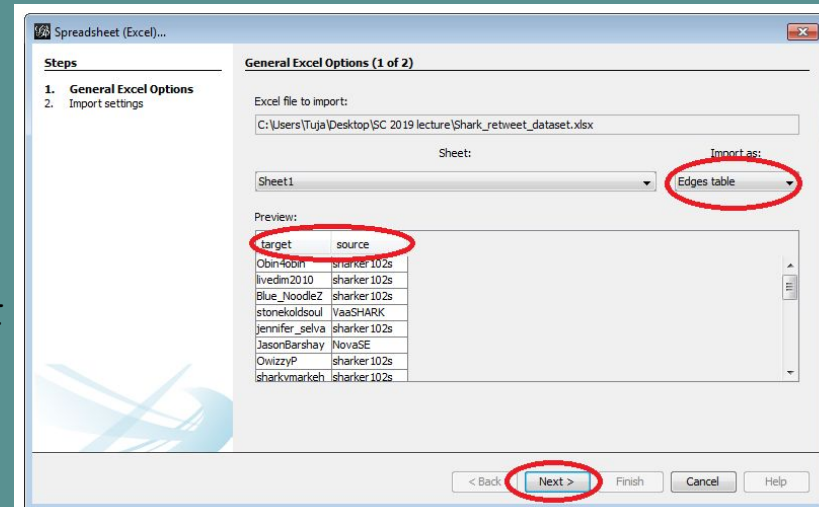 Spreadsheet (Excel)...
Steps
1. General Excel Options
2. Import settings
General Excel Options (1 of 2)
Excel file to import:
C:\Users\Tuja\Desktop\SC 2019 lecture\Shark_retweet_dataset.xlsx
Sheet: Import as:
Sheet1 Edges table
Preview:
target source
Obin4obin sharker102s
livedim2010 sharker102s
Blue_NoodleZ sharker102s
stonekoldsoul VaaSHARK
jennifer_selva sharker102s
JasonBarshay NovaSE
OwizzyP sharker102s
sharkymarkeh sharker102s
< Back Next > Finish Cancel Help